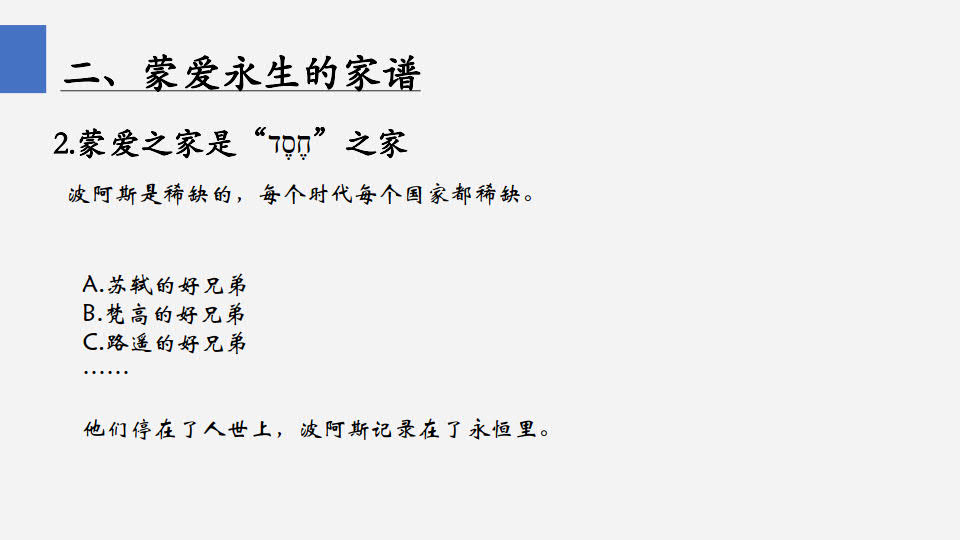 二、蒙爱永生的家谱
2.蒙爱之家是“חֶסֶד”之家
波阿斯是稀缺的，每个时代每个国家都稀缺。
A.苏轼的好兄弟
B.梵高的好兄弟
C.路遥的好兄弟
……
他们停在了人世上，波阿斯记录在了永恒里。